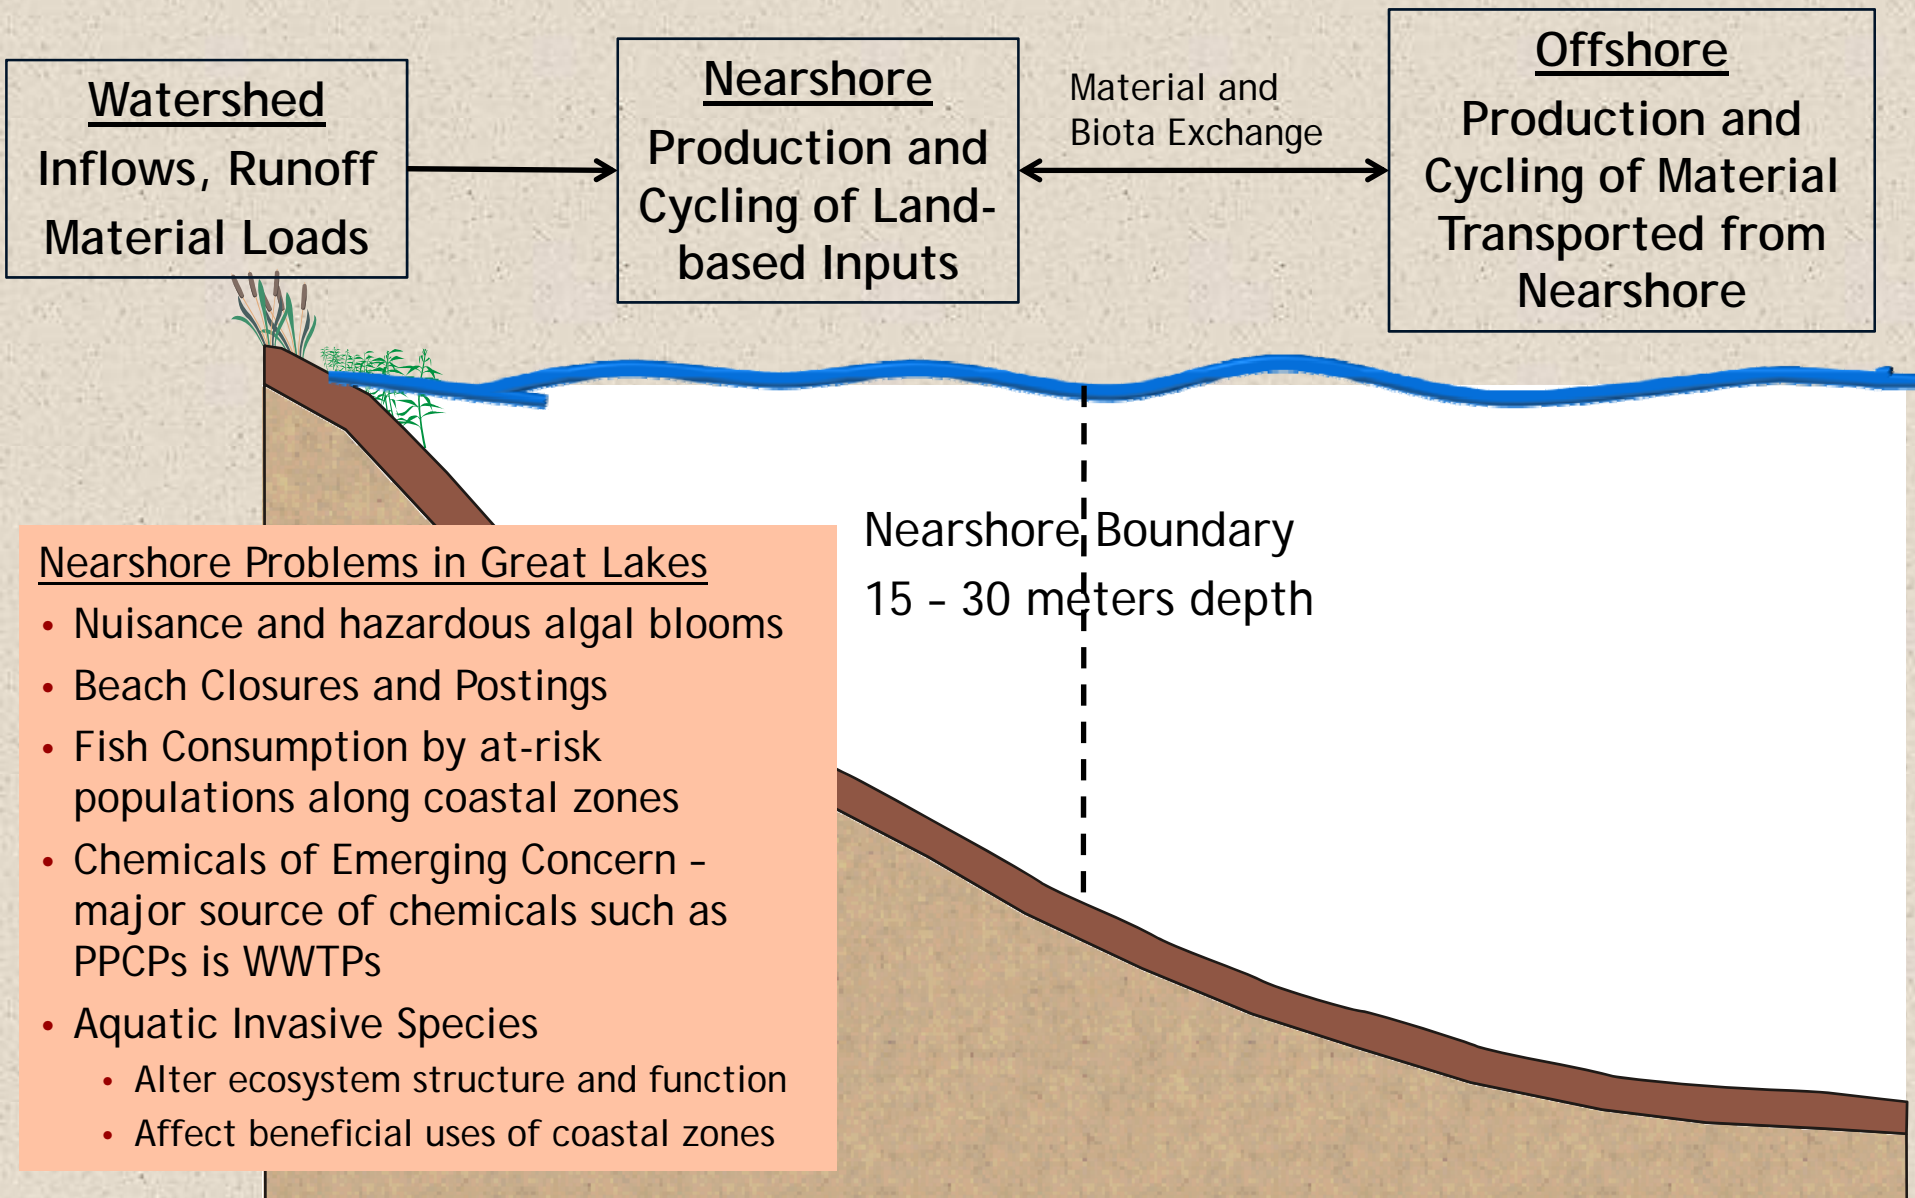 Watershed
Inflows, Runoff
Material Loads
Nearshore
Production and
Cycling of Land-
based Inputs
Material and
Biota Exchange
Offshore
Production and
Cycling of Material
Transported from
Nearshore
Nearshore Boundary
15 – 30 meters depth
Nearshore Problems in Great Lakes
• Nuisance and hazardous algal blooms
• Beach Closures and Postings
• Fish Consumption by at-risk
populations along coastal zones
• Chemicals of Emerging Concern –
major source of chemicals such as
PPCPs is WWTPs
• Aquatic Invasive Species
• Alter ecosystem structure and function
• Affect beneficial uses of coastal zones